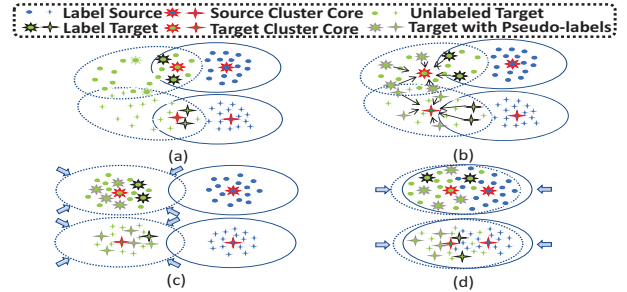 Label Source Source Cluster Core Unlabeled Target
Label Target Target Cluster Core Target with Pseudo-labels
(a) (b)
(c) (d)